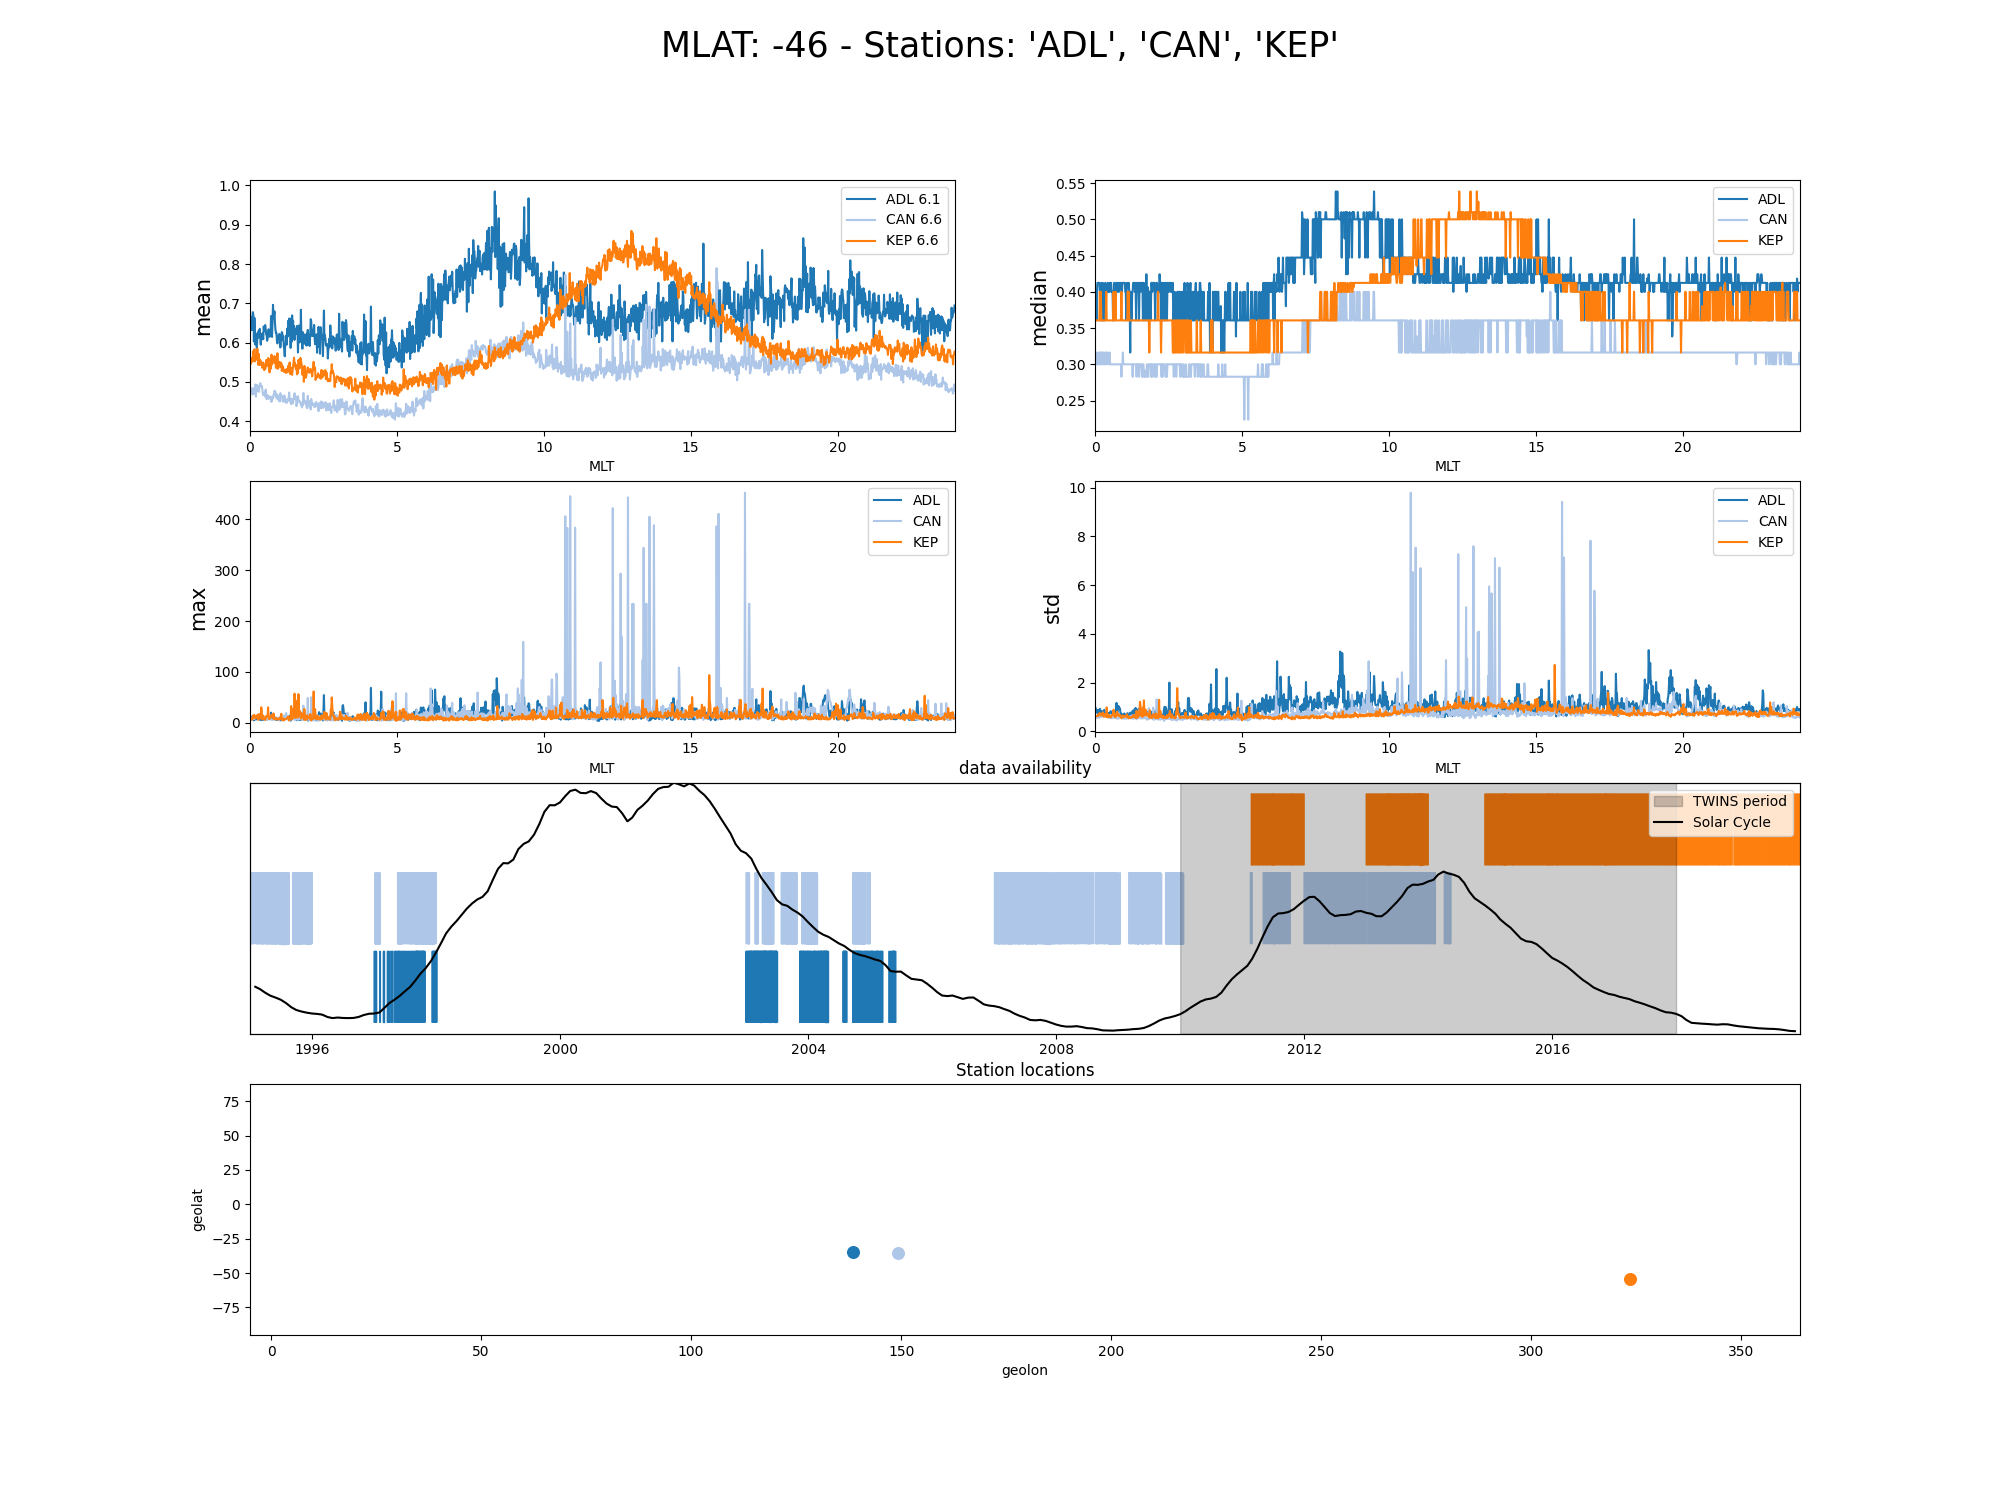 MLAT: -46 - Stations: 'ADL', 'CAN', 'KEP'
1.0
0.9
0.8
0.7
0.6
0.5
0.4
mean
ADL 6.1
CAN 6.6
KEP 6.6
0 5 10 15 20
MLT
0.55
0.50
0.45
0.40
0.35
0.30
0.25
median
ADL
CAN
KEP
0 5 10 15 20
MLT
400
300
200
100
0
max
ADL
CAN
KEP
0 5 10 15 20
MLT
10
8
6
4
2
0
std
ADL
CAN
KEP
0 5 10 15 20
MLT
data availability
TWINS period
Solar Cycle
1996 2000 2004 2008 2012 2016
Station locations
75
50
25
0
−25
−50
−75
geolat
0 50 100 150 200 250 300 350
geolon